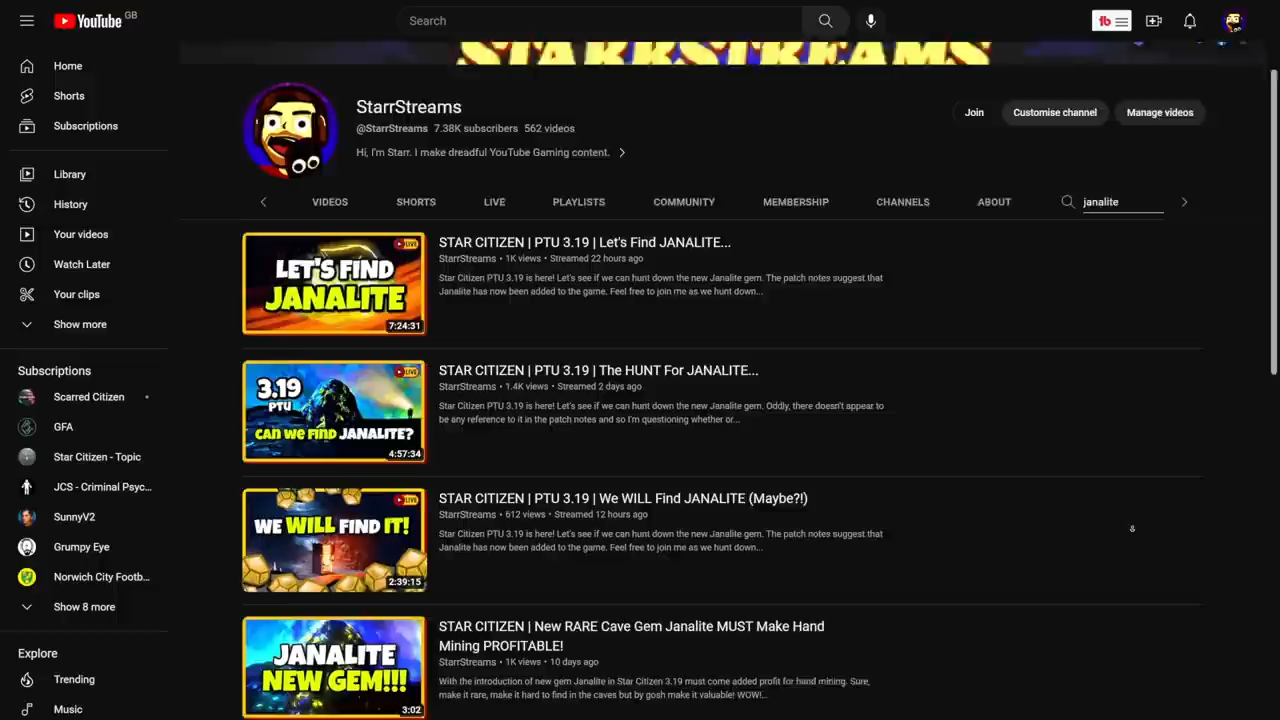 YouTube GB
Search
tb
STARRSTREAMS
Home
Shorts
Subscriptions
Library
History
Your videos
Watch Later
Your clips
Show more
Subscriptions
Scarred Citizen
GFA
Star Citizen - Topic
JCS - Criminal Psyc...
SunnyV2
Grumpy Eye
Norwich City Footb...
Show 8 more
Explore
Trending
Music
StarrStreams
@StarrStreams 7.38K subscribers 562 videos
Hi, I'm Starr. I make dreadful YouTube Gaming content.
Join Customise channel Manage videos
VIDEOS SHORTS LIVE PLAYLISTS COMMUNITY MEMBERSHIP CHANNELS ABOUT janalite
LIVE
LET'S FIND
JANALITE
7:24:31
STAR CITIZEN | PTU 3.19 | Let's Find JANALITE...
StarrStreams • 1K views • Streamed 22 hours ago
Star Citizen PTU 3.19 is here! Let's see if we can hunt down the new Janalite gem. The patch notes suggest that
Janalite has now been added to the game. Feel free to join me as we hunt down...
LIVE
3.19
PTU
CAN WE FIND JANALITE?
4:57:34
STAR CITIZEN | PTU 3.19 | The HUNT For JANALITE...
StarrStreams • 1.4K views • Streamed 2 days ago
Star Citizen PTU 3.19 is here! Let's see if we can hunt down the new Janalite gem. Oddly, there doesn't appear to
be any reference to it in the patch notes and so I'm questioning whether or...
LIVE
WE WILL FIND IT!
2:39:15
STAR CITIZEN | PTU 3.19 | We WILL Find JANALITE (Maybe?!)
StarrStreams • 612 views • Streamed 12 hours ago
Star Citizen PTU 3.19 is here! Let's see if we can hunt down the new Janalite gem. The patch notes suggest that
Janalite has now been added to the game. Feel free to join me as we hunt down...
JANALITE
NEW GEM!!!
3:02
STAR CITIZEN | New RARE Cave Gem Janalite MUST Make Hand
Mining PROFITABLE!
StarrStreams • 1K views • 10 days ago
With the introduction of new gem Janalite in Star Citizen 3.19 must come added profit for hand mining. Sure,
make it rare, make it hard to find in the caves but by gosh make it valuable! WOW!...